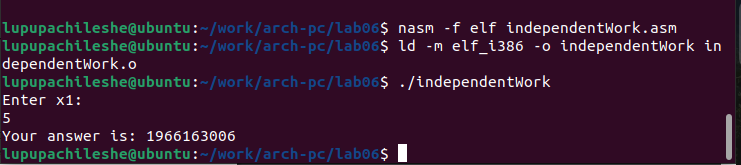 lupupachileshe@ubuntu:~/work/arch-pc/lab06$ nasm -f elf independentWork.asm
lupupachileshe@ubuntu:~/work/arch-pc/lab06$ ld -m elf_i386 -o independentWork in
dependentWork.o
lupupachileshe@ubuntu:~/work/arch-pc/lab06$ ./independentWork
Enter x1:
5
Your answer is: 1966163006
lupupachileshe@ubuntu:~/work/arch-pc/lab06$